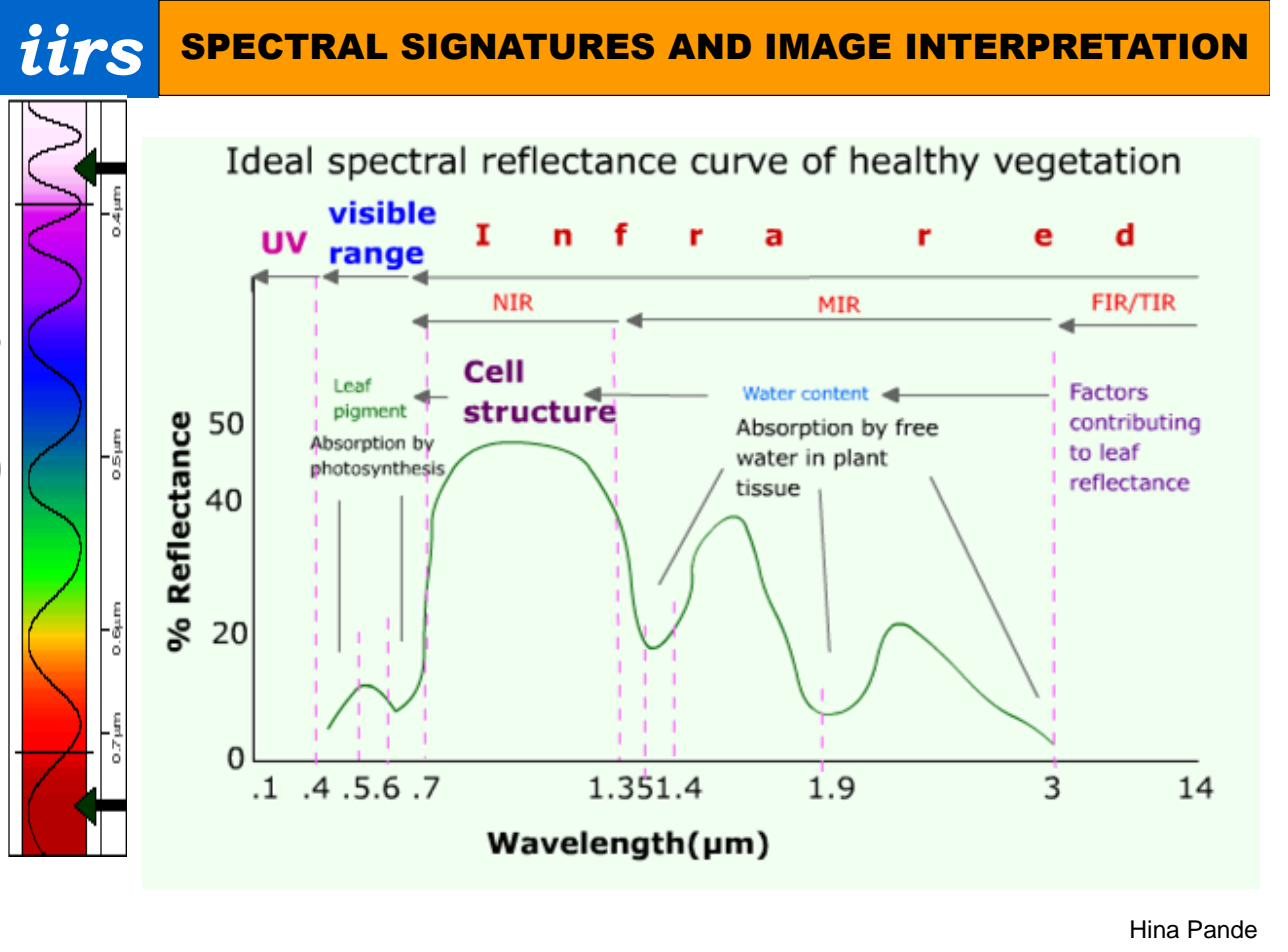 iirs
SPECTRAL SIGNATURES AND IMAGE INTERPRETATION
0.4µm
0.5µm
0.6µm
0.7µm
Ideal spectral reflectance curve of healthy vegetation
UV
visible
range
I n f r a r e d
NIR
MIR
FIR/TIR
Leaf
pigment
Cell
structure
Water content
Factors
contributing
to leaf
reflectance
Absorption by
photosynthesis
Absorption by free
water in plant
tissue
% Reflectance
50
40
20
0
.1 .4 .5.6 .7 1.351.4 1.9 3 14
Wavelength(µm)
Hina Pande